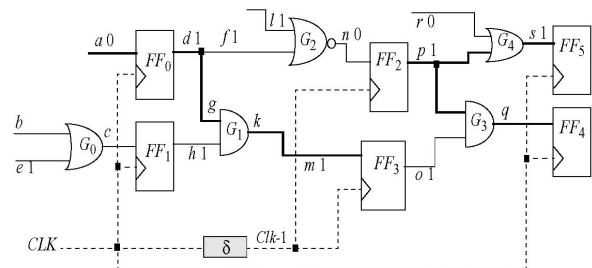 r 0
l 1
G4
s 1
a 0
d 1
f 1
G2
n 0
p 1
FF0
FF2
FF5
g
k
b
c
G1
G3
q
G0
FF1
h 1
m 1
FF3
o 1
FF4
e 1
CLK
δ
Clk-1